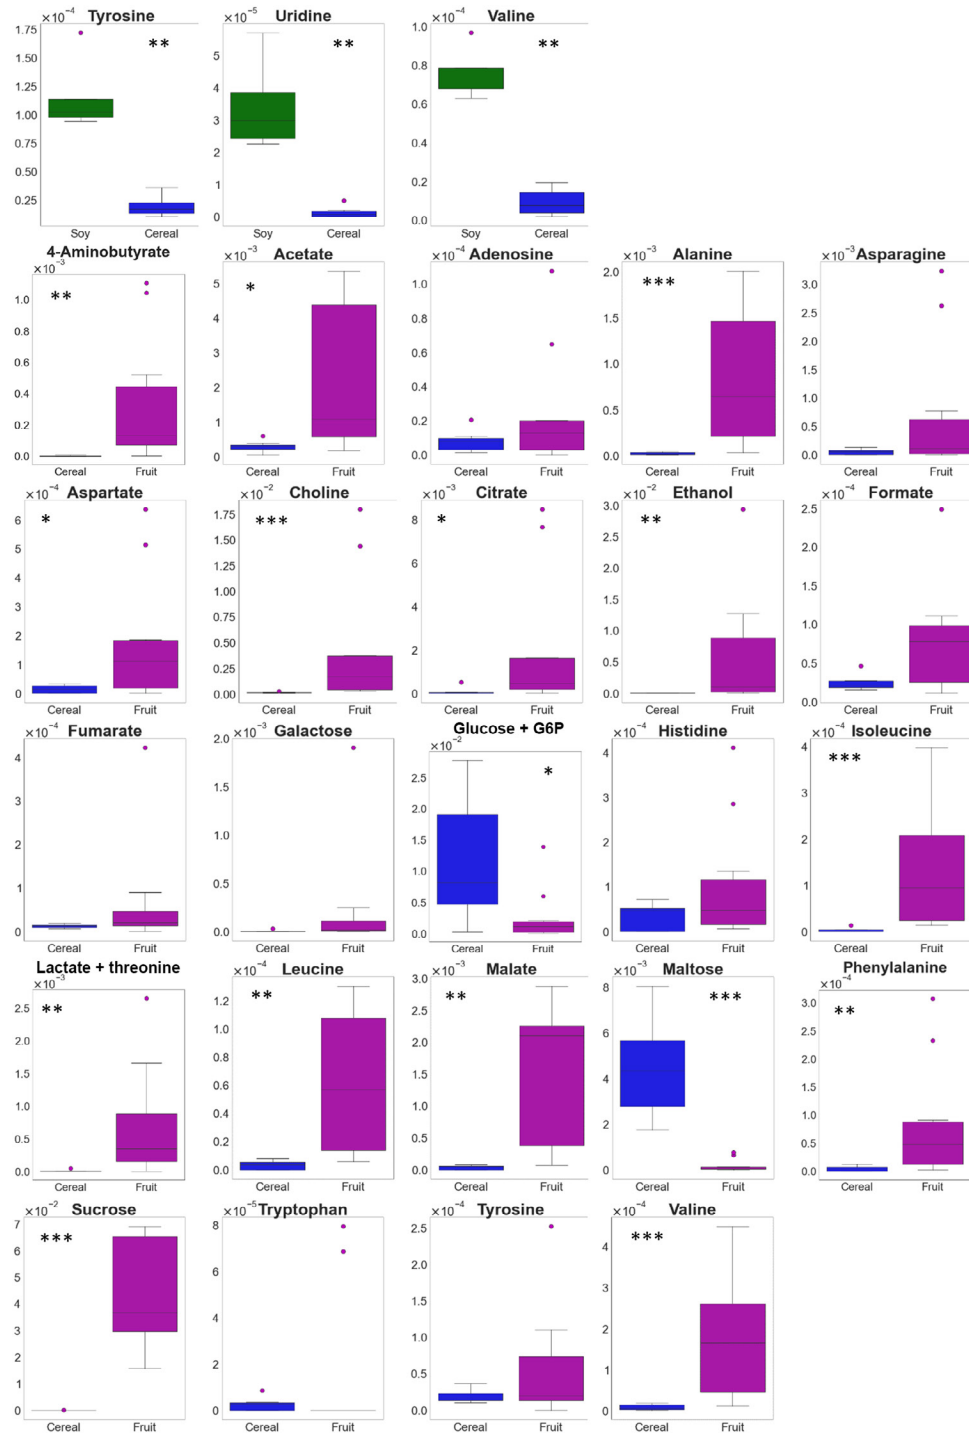 Tyrosine Uridine Valine
×10⁻⁴ ×10⁻⁵ ×10⁻⁴
1.75 1.50 1.25 1.00 0.75 0.50 0.25
**
5 4 3 2 1 0
**
1.0 0.8 0.6 0.4 0.2 0.0
**
Soy Cereal Soy Cereal Soy Cereal
4-Aminobutyrate Acetate Adenosine Alanine Asparagine
×10⁻³ ×10⁻³ ×10⁻⁴ ×10⁻³ ×10⁻³
1.0 0.8 0.6 0.4 0.2 0.0
**
5 4 3 2 1 0
*
1.0 0.8 0.6 0.4 0.2 0.0
2.0 1.5 1.0 0.5 0.0
***
3.0 2.5 2.0 1.5 1.0 0.5 0.0
Cereal Fruit Cereal Fruit Cereal Fruit Cereal Fruit Cereal Fruit
Aspartate Choline Citrate Ethanol Formate
×10⁻⁴ ×10⁻² ×10⁻³ ×10⁻² ×10⁻⁴
6 5 4 3 2 1 0
*
1.75 1.50 1.25 1.00 0.75 0.50 0.25 0.00
***
8 6 4 2 0
*
3.0 2.5 2.0 1.5 1.0 0.5 0.0
**
2.5 2.0 1.5 1.0 0.5 0.0
Cereal Fruit Cereal Fruit Cereal Fruit Cereal Fruit Cereal Fruit
Fumarate Galactose Glucose + G6P Histidine Isoleucine
×10⁻⁴ ×10⁻³ ×10⁻² ×10⁻⁴ ×10⁻⁴
4 3 2 1 0
2.0 1.5 1.0 0.5 0.0
2.5 2.0 1.5 1.0 0.5 0.0
*
4 3 2 1 0
4 3 2 1 0
***
Cereal Fruit Cereal Fruit Cereal Fruit Cereal Fruit Cereal Fruit
Lactate + threonine Leucine Malate Maltose Phenylalanine
×10⁻³ ×10⁻⁴ ×10⁻³ ×10⁻³ ×10⁻⁴
2.5 2.0 1.5 1.0 0.5 0.0
**
1.2 1.0 0.8 0.6 0.4 0.2 0.0
**
3.0 2.5 2.0 1.5 1.0 0.5 0.0
**
8 6 4 2 0
***
3.0 2.5 2.0 1.5 1.0 0.5 0.0
**
Cereal Fruit Cereal Fruit Cereal Fruit Cereal Fruit Cereal Fruit
Sucrose Tryptophan Tyrosine Valine
×10⁻² ×10⁻⁵ ×10⁻⁴ ×10⁻⁴
7 6 5 4 3 2 1 0
***
8 6 4 2 0
2.5 2.0 1.5 1.0 0.5 0.0
4 3 2 1 0
***
Cereal Fruit Cereal Fruit Cereal Fruit Cereal Fruit